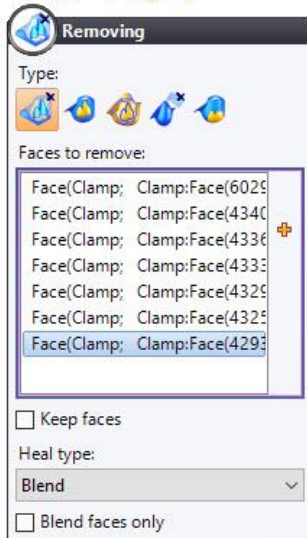 Removing
Type:
Faces to remove:
Face(Clamp; Clamp:Face(6029
Face(Clamp; Clamp:Face(4340
Face(Clamp; Clamp:Face(4336
Face(Clamp; Clamp:Face(4333
Face(Clamp; Clamp:Face(4329
Face(Clamp; Clamp:Face(4325
Face(Clamp; Clamp:Face(4293
Keep faces
Heal type:
Blend
Blend faces only